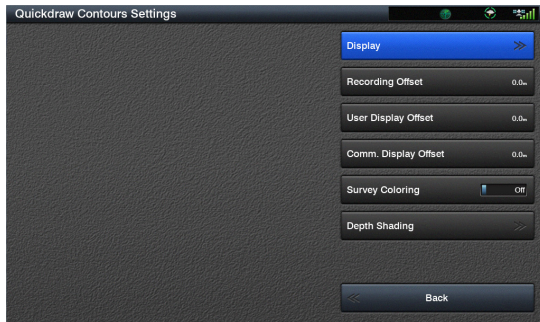 Quickdraw Contours Settings
Display
Recording Offset 0.0m
User Display Offset 0.0m
Comm. Display Offset 0.0m
Survey Coloring Off
Depth Shading
Back